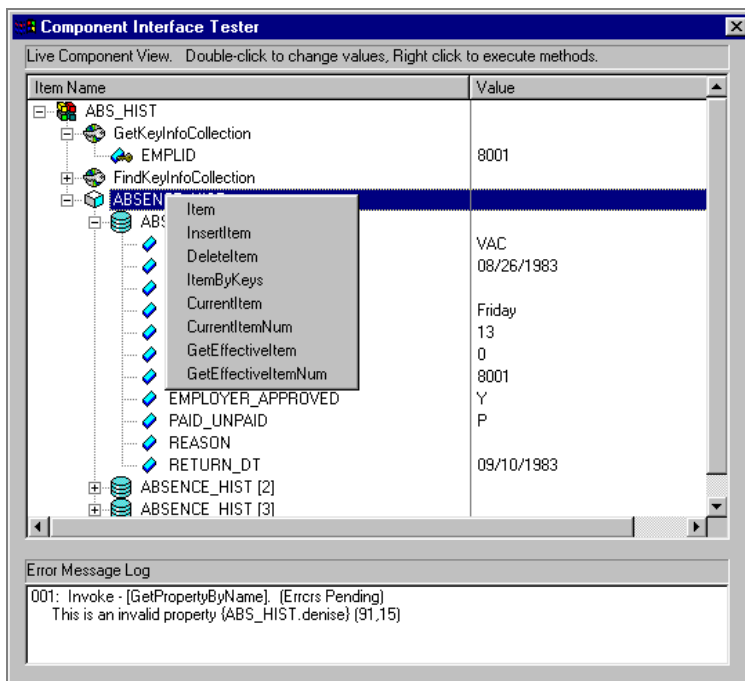 Component Interface Tester
Live Component View. Double-click to change values, Right click to execute methods.
Item Name Value
ABS_HIST
GetKeyInfoCollection
EMPLID 8001
FindKeyInfoCollection
Item
InsertItem
DeleteItem
ItemByKeys
CurrentItem
CurrentItemNum
GetEffectiveItem
GetEffectiveItemNum
VAC
08/26/1983
Friday
13
0
8001
EMPLOYER_APPROVED Y
PAID_UNPAID P
REASON
RETURN_DT 09/10/1983
ABSENCE_HIST [2]
ABSENCE_HIST [3]
Error Message Log
001: Invoke - [GetPropertyByName]. (Errcrs Pending)
This is an invalid property {ABS_HIST.denise} (91,15)